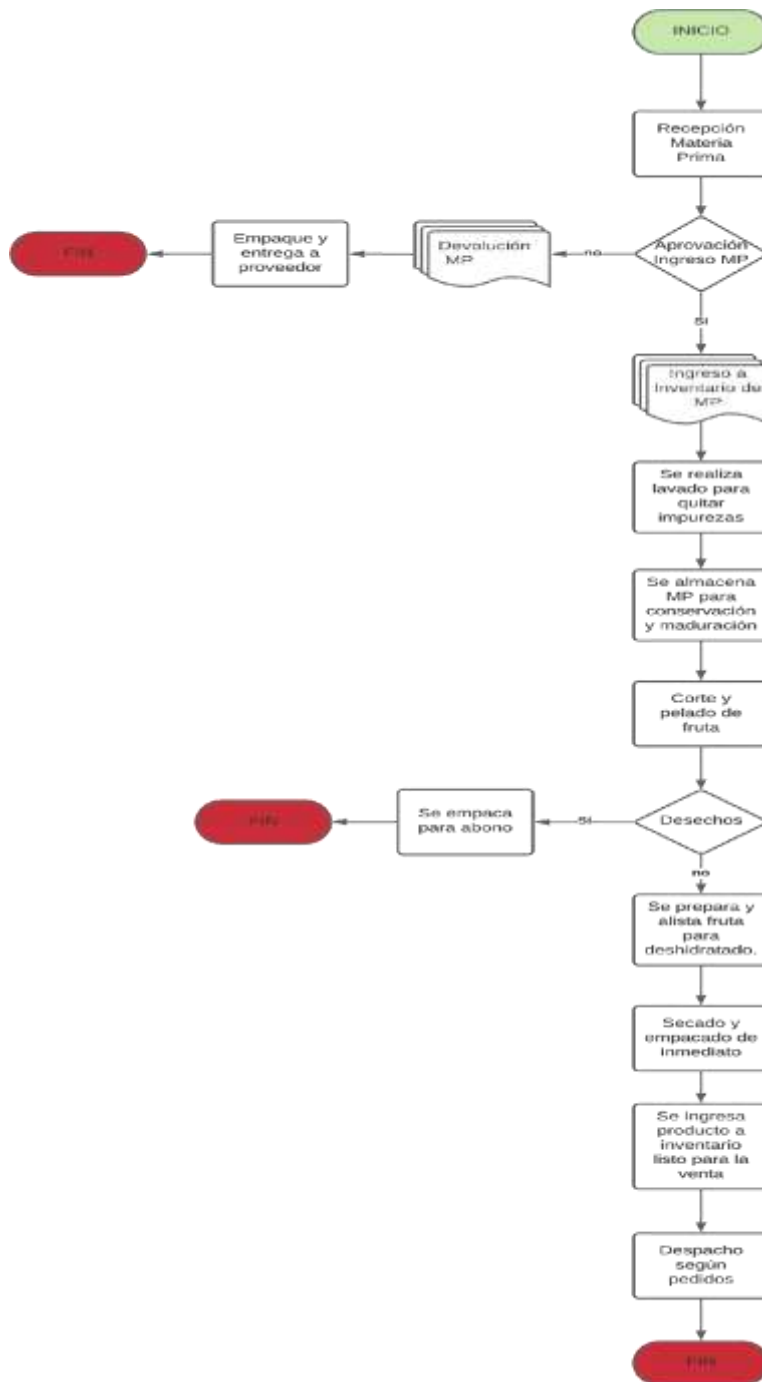 INICIO
Recepción
Materia
Prima
Aprovación
Ingreso MP
no
Devolución
MP
Empaque y
entrega a
proveedor
FIN
Si
Ingreso a
inventario de
MP
Se realiza
lavado para
quitar
impurezas
Se almacena
MP para
conservación
y maduración
Corte y
pelado de
fruta
Desechos
Si
Se empaca
para abono
FIN
no
Se prepara y
alista fruta
para
deshidratado.
Secado y
empacado de
inmediato
Se ingresa
producto a
inventario
listo para la
venta
Despacho
según
pedidos
FIN